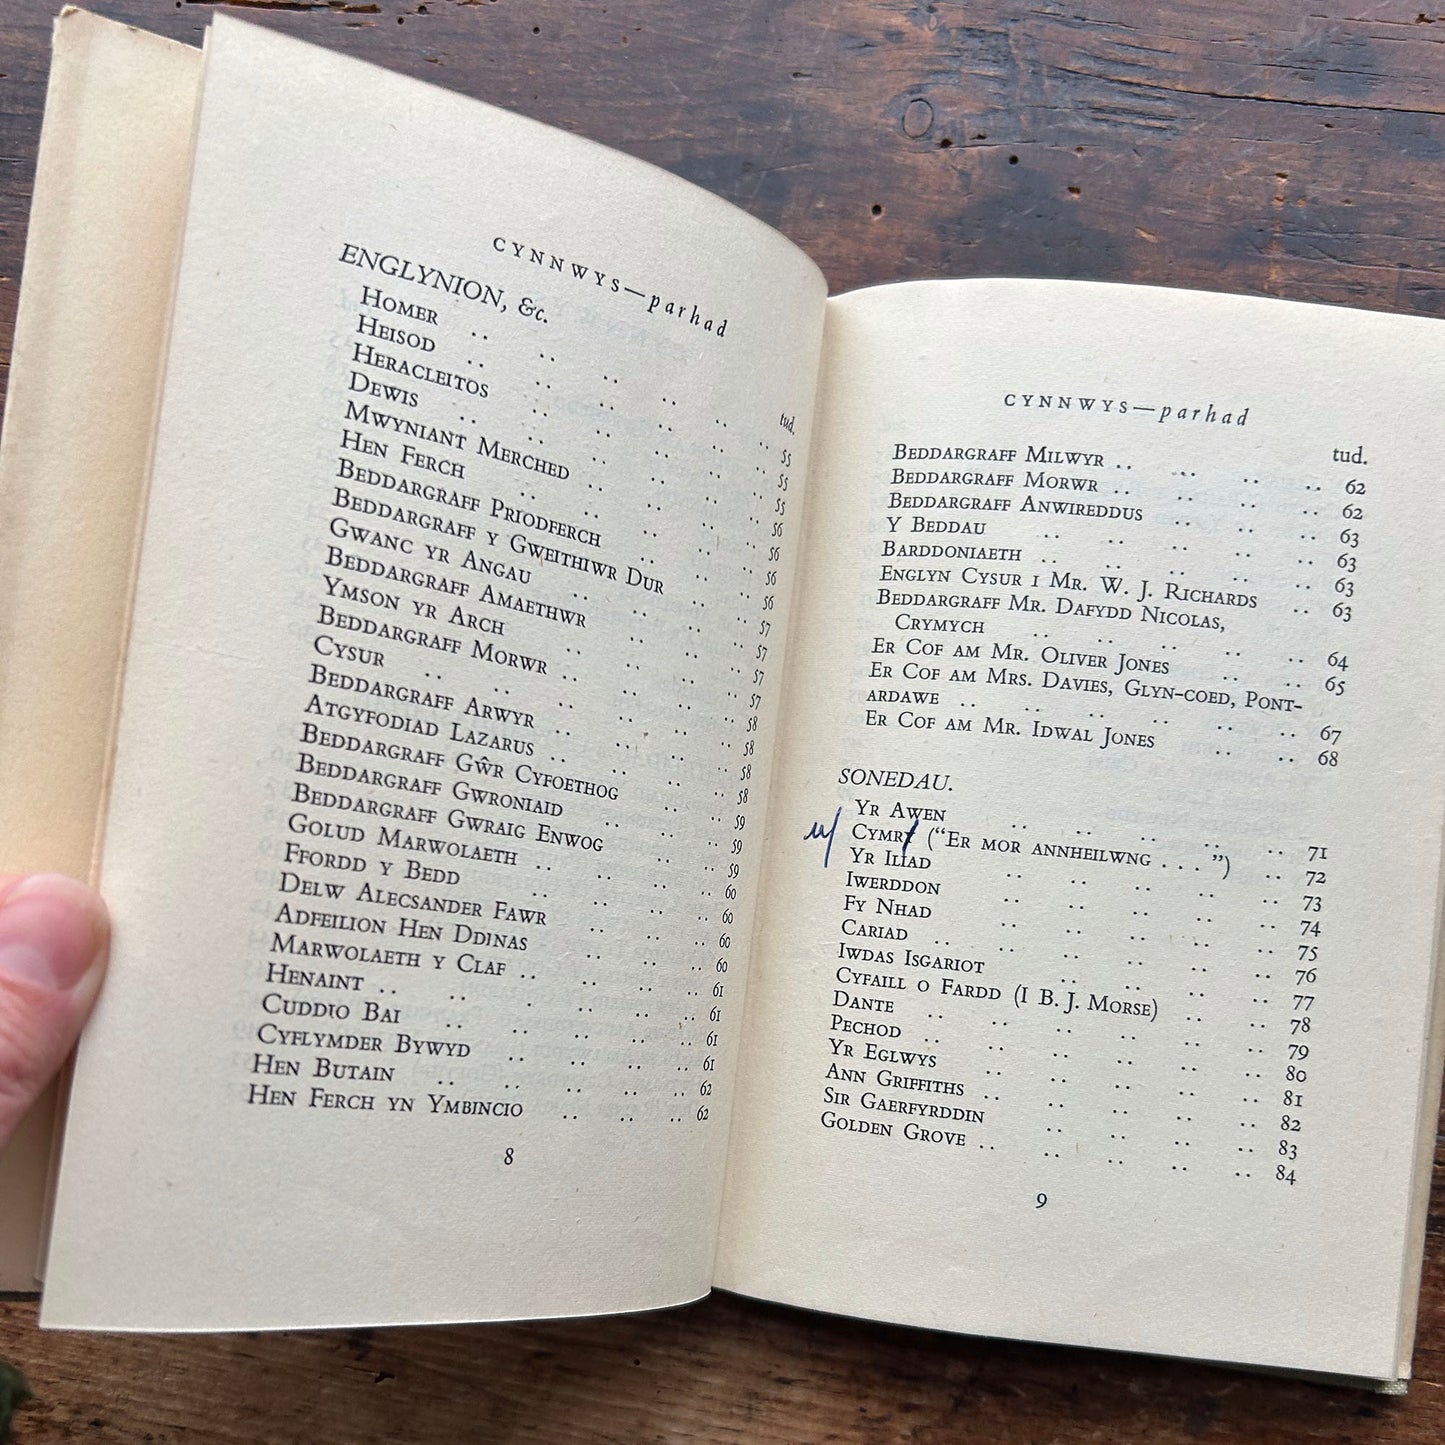 CYNNWYS—parhad
tud.
ENGLYNION, &c.
HOMER .. .. .. .. .. .. 55
HEISOD .. .. .. .. .. 55
HERACLEITOS .. .. .. .. .. 55
DEWIS .. .. .. .. .. 56
MWYNIANT MERCHED .. .. .. .. 56
HEN FERCH .. .. .. .. .. 56
BEDDARGRAFF PRIODFERCH .. .. .. 56
BEDDARGRAFF Y GWEITHIWR DUR .. .. 57
GWANC YR ANGAU .. .. .. .. 57
BEDDARGRAFF AMAETHWR .. .. .. 57
YMSON YR ARCH .. .. .. .. 57
BEDDARGRAFF MORWR .. .. .. .. 58
CYSUR .. .. .. .. .. 58
BEDDARGRAFF ARWYR .. .. .. 58
ATGYFODIAD LAZARUS .. .. .. .. 58
BEDDARGRAFF GŴR CYFOETHOG .. .. 59
BEDDARGRAFF GWRONIAID .. .. .. 59
BEDDARGRAFF GWRAIG ENWOG .. .. 59
GOLUD MARWOLAETH .. .. .. .. 60
FFORDD Y BEDD .. .. .. .. 60
DELW ALECSANDER FAWR .. .. .. 60
ADFEILION HEN DDINAS .. .. .. 60
MARWOLAETH Y CLAF .. .. .. .. 61
HENAINT .. .. .. .. .. 61
CUDDIO BAI .. .. .. .. 61
CYFLYMDER BYWYD .. .. .. .. 61
HEN BUTAIN .. .. .. .. .. 62
HEN FERCH YN YMBINCIO .. .. .. 62
8
CYNNWYS—parhad
tud.
BEDDARGRAFF MILWYR .. .. .. .. 62
BEDDARGRAFF MORWR .. .. .. .. 62
BEDDARGRAFF ANWIREDDUS .. .. .. 63
Y BEDDAU .. .. .. .. .. 63
BARDDONIAETH .. .. .. .. .. 63
ENGLYN CYSUR I MR. W. J. RICHARDS .. 63
BEDDARGRAFF MR. DAFYDD NICOLAS,
CRYMYCH .. .. .. .. .. 64
ER COF AM MR. OLIVER JONES .. .. 65
ER COF AM MRS. DAVIES, GLYN-COED, PONT-
ARDAWE .. .. .. .. .. .. 67
ER COF AM MR. IDWAL JONES .. .. 68
SONEDAU.
YR AWEN .. .. .. .. .. 71
u/ CYMRY (“ER MOR ANNHEILWNG . . . ”) .. 72
YR ILIAD .. .. .. .. .. 73
IWERDDON .. .. .. .. .. 74
FY NHAD .. .. .. .. .. 75
CARIAD .. .. .. .. .. .. 76
IWDAS ISGARIOT .. .. .. .. 77
CYFAILL O FARDD (I B. J. MORSE) .. .. 78
DANTE .. .. .. .. .. 79
PECHOD .. .. .. .. .. .. 80
YR EGLWYS .. .. .. .. .. 81
ANN GRIFFITHS .. .. .. .. .. 82
SIR GAERFYRDDIN .. .. .. .. 83
GOLDEN GROVE .. .. .. .. .. 84
9